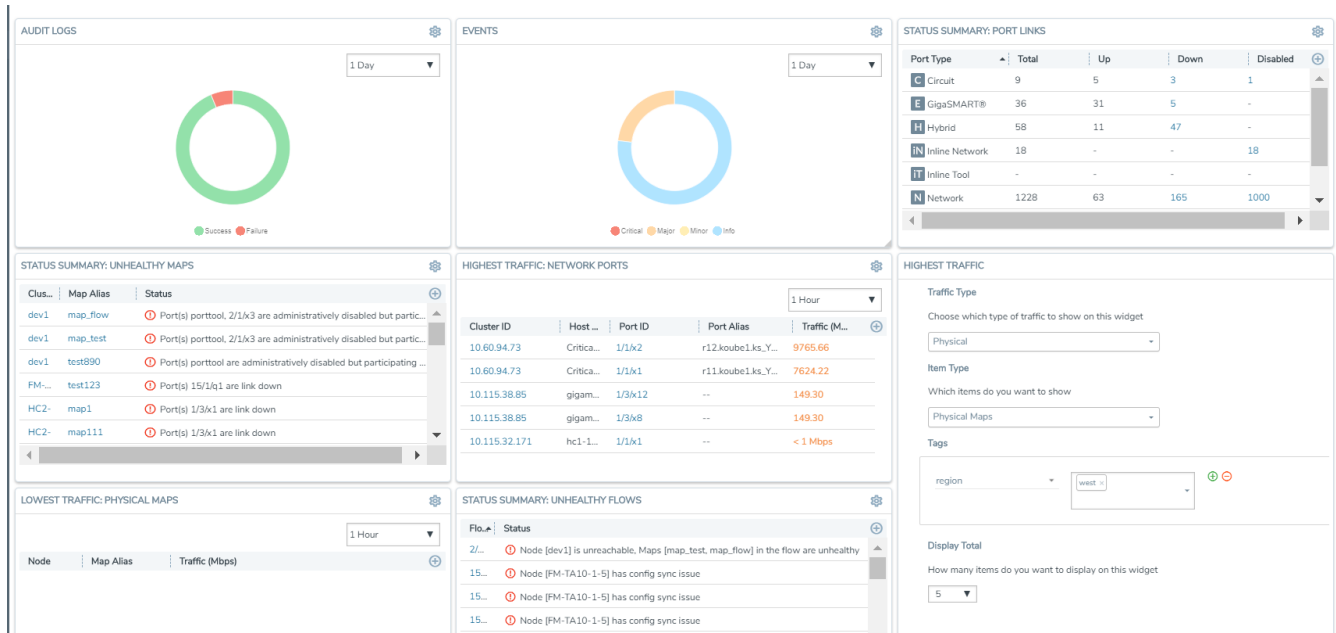 AUDIT LOGS
1 Day
Success Failure
EVENTS
1 Day
Critical Major Minor Info
STATUS SUMMARY: PORT LINKS
Port Type Total Up Down Disabled
C Circuit 9 5 3 1
E GigaSMART® 36 31 5 -
H Hybrid 58 11 47 -
iN Inline Network 18 - - 18
iT Inline Tool - - - -
N Network 1228 63 165 1000
STATUS SUMMARY: UNHEALTHY MAPS
Clus... Map Alias Status
dev1 map_flow Port(s) porttool, 2/1/x3 are administratively disabled but partic...
dev1 map_test Port(s) porttool, 2/1/x3 are administratively disabled but partic...
dev1 test890 Port(s) porttool are administratively disabled but participating ...
FM-... test123 Port(s) 15/1/q1 are link down
HC2- map1 Port(s) 1/3/x1 are link down
HC2- map111 Port(s) 1/3/x1 are link down
HIGHEST TRAFFIC: NETWORK PORTS
1 Hour
Cluster ID Host ... Port ID Port Alias Traffic (M...
10.60.94.73 Critica... 1/1/x2 r12.koube1.ks_Y... 9765.66
10.60.94.73 Critica... 1/1/x1 r11.koube1.ks_Y... 7624.22
10.115.38.85 gigam... 1/3/x12 -- 149.30
10.115.38.85 gigam... 1/3/x8 -- 149.30
10.115.32.171 hc1-1... 1/1/x1 -- < 1 Mbps
HIGHEST TRAFFIC
Traffic Type
Choose which type of traffic to show on this widget
Physical
Item Type
Which items do you want to show
Physical Maps
Tags
region west ×
Display Total
How many items do you want to display on this widget
5
LOWEST TRAFFIC: PHYSICAL MAPS
1 Hour
Node Map Alias Traffic (Mbps)
STATUS SUMMARY: UNHEALTHY FLOWS
Flo... Status
2/... Node [dev1] is unreachable, Maps [map_test, map_flow] in the flow are unhealthy
15... Node [FM-TA10-1-5] has config sync issue
15... Node [FM-TA10-1-5] has config sync issue
15... Node [FM-TA10-1-5] has config sync issue